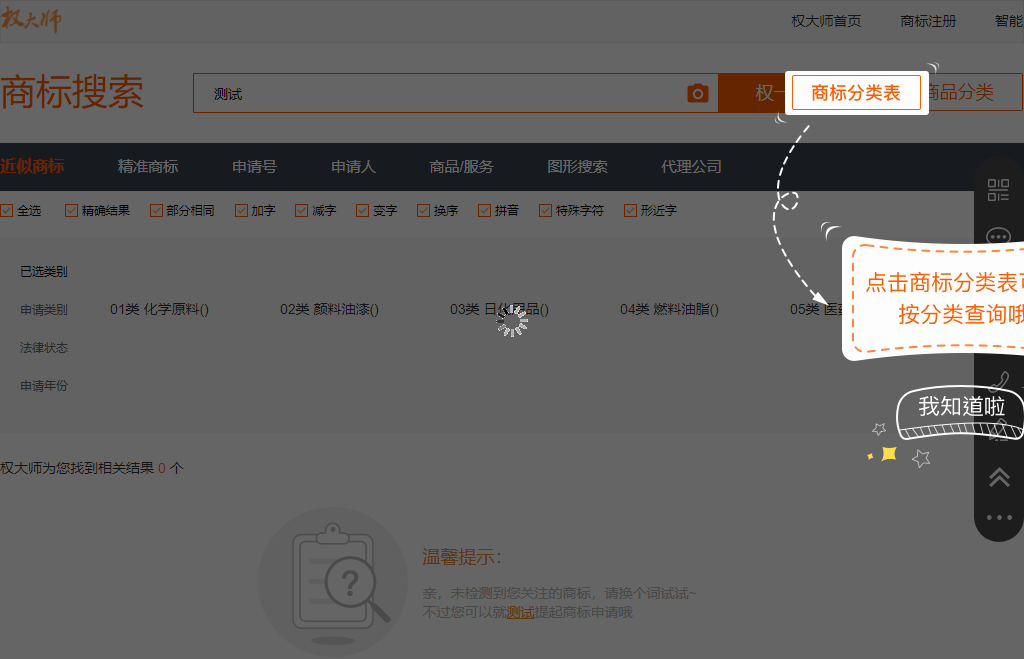 权大师
权大师首页 商标注册 智能
商标搜索
测试
权一
商标分类表
商品分类
近似商标 精准商标 申请号 申请人 商品/服务 图形搜索 代理公司
全选 精确结果 部分相同 加字 减字 变字 换序 拼音 特殊字符 形近字
点击商标分类表可
按分类查询哦
已选类别
申请类别 01类 化学原料() 02类 颜料油漆() 03类 日化用品() 04类 燃料油脂() 05类 医药
法律状态
申请年份
我知道啦
权大师为您找到相关结果 0 个
温馨提示:
亲，未检测到您关注的商标，请换个词试试~
不过您可以就测试提起商标申请哦